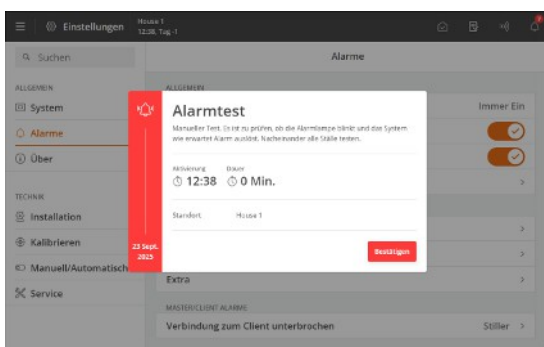 Einstellungen
House 1
12:38, Tag -1
Suchen
Alarme
ALLGEMEIN
System
Alarme
Über
TECHNIK
Installation
Kalibrieren
Manuell/Automatisch
Service
ALLGEMEIN
Immer Ein
Alarmtest
Manueller Test. Es ist zu prüfen, ob die Alarmlampe blinkt und das System
wie erwartet Alarm auslöst. Nacheinander alle Ställe testen.
Aktivierung
Dauer
12:38
0 Min.
Standort
House 1
23 Sept.
2025
Bestätigen
Extra
MASTER/CLIENT ALARME
Verbindung zum Client unterbrochen
Stiller